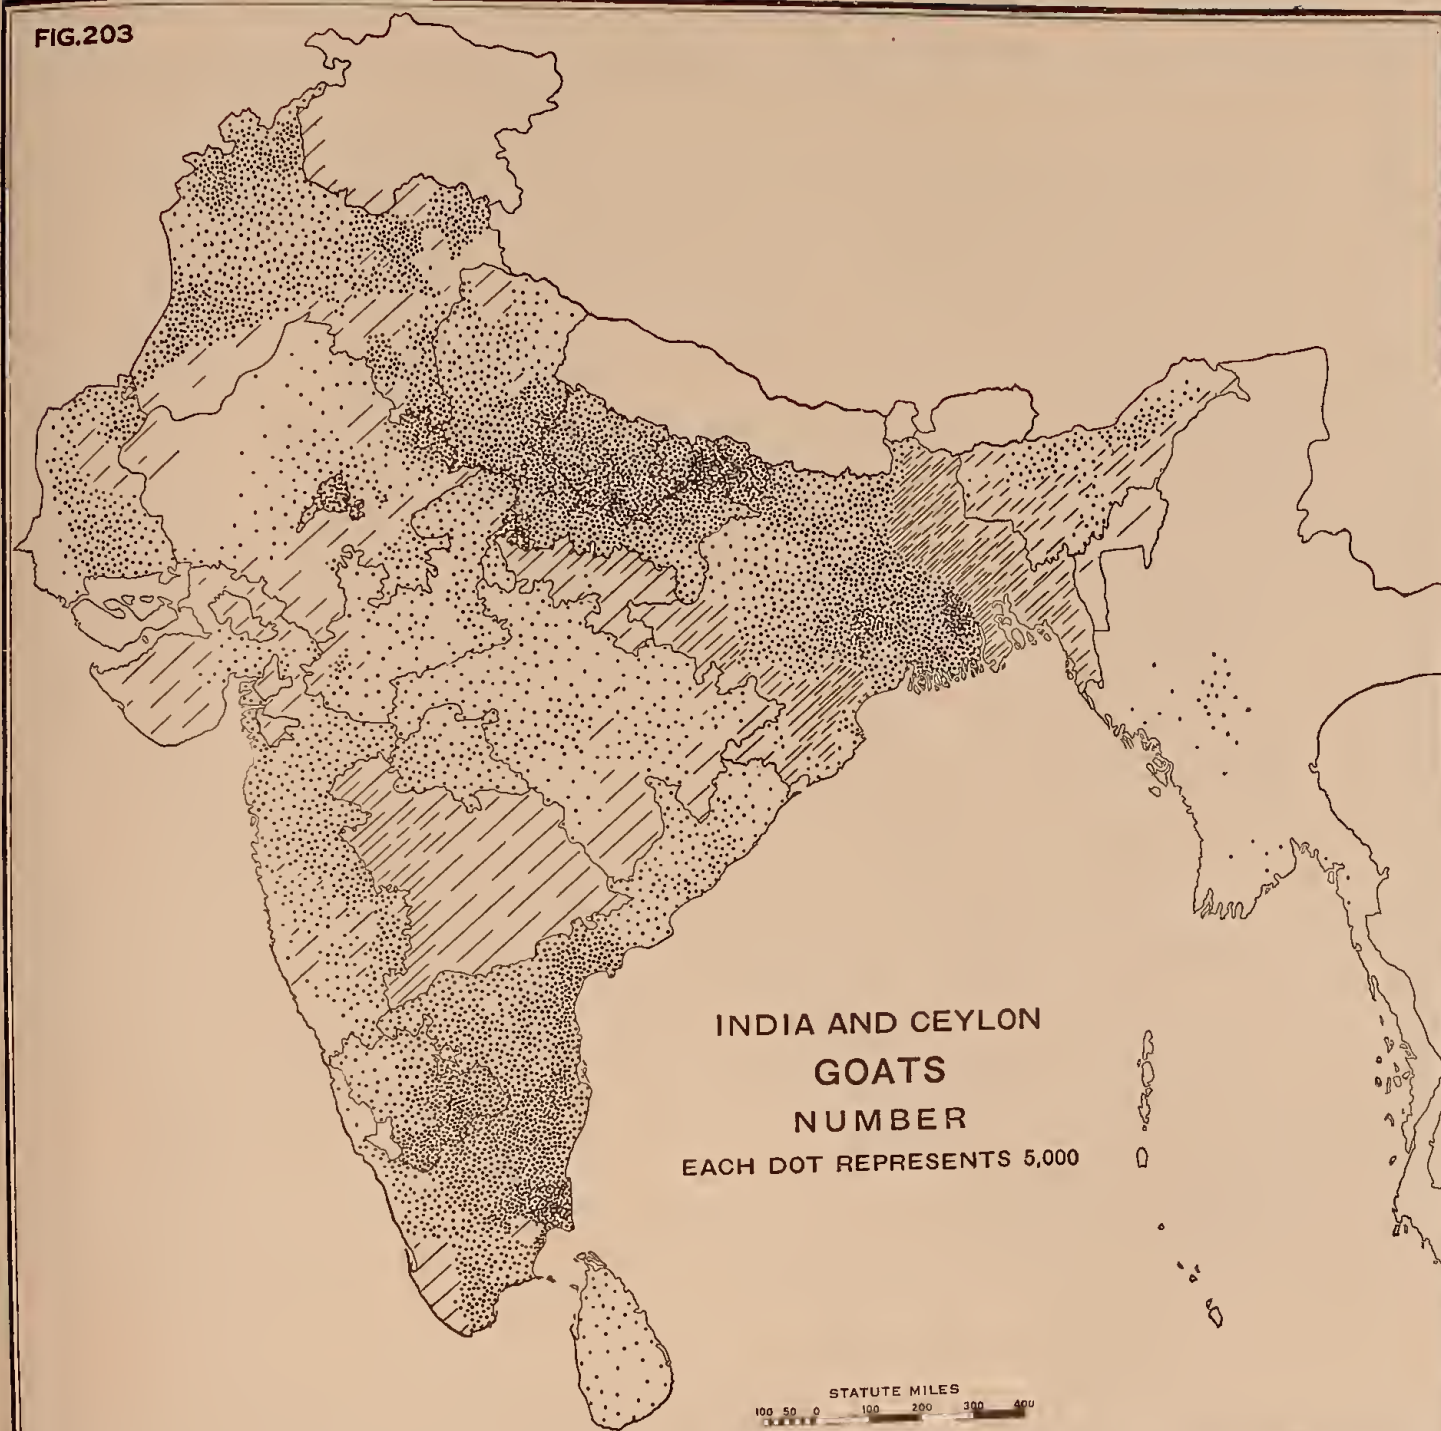 FIG.203
INDIA AND CEYLON
GOATS
NUMBER
EACH DOT REPRESENTS 5,000
STATUTE MILES
100 50 0 100 200 300 400